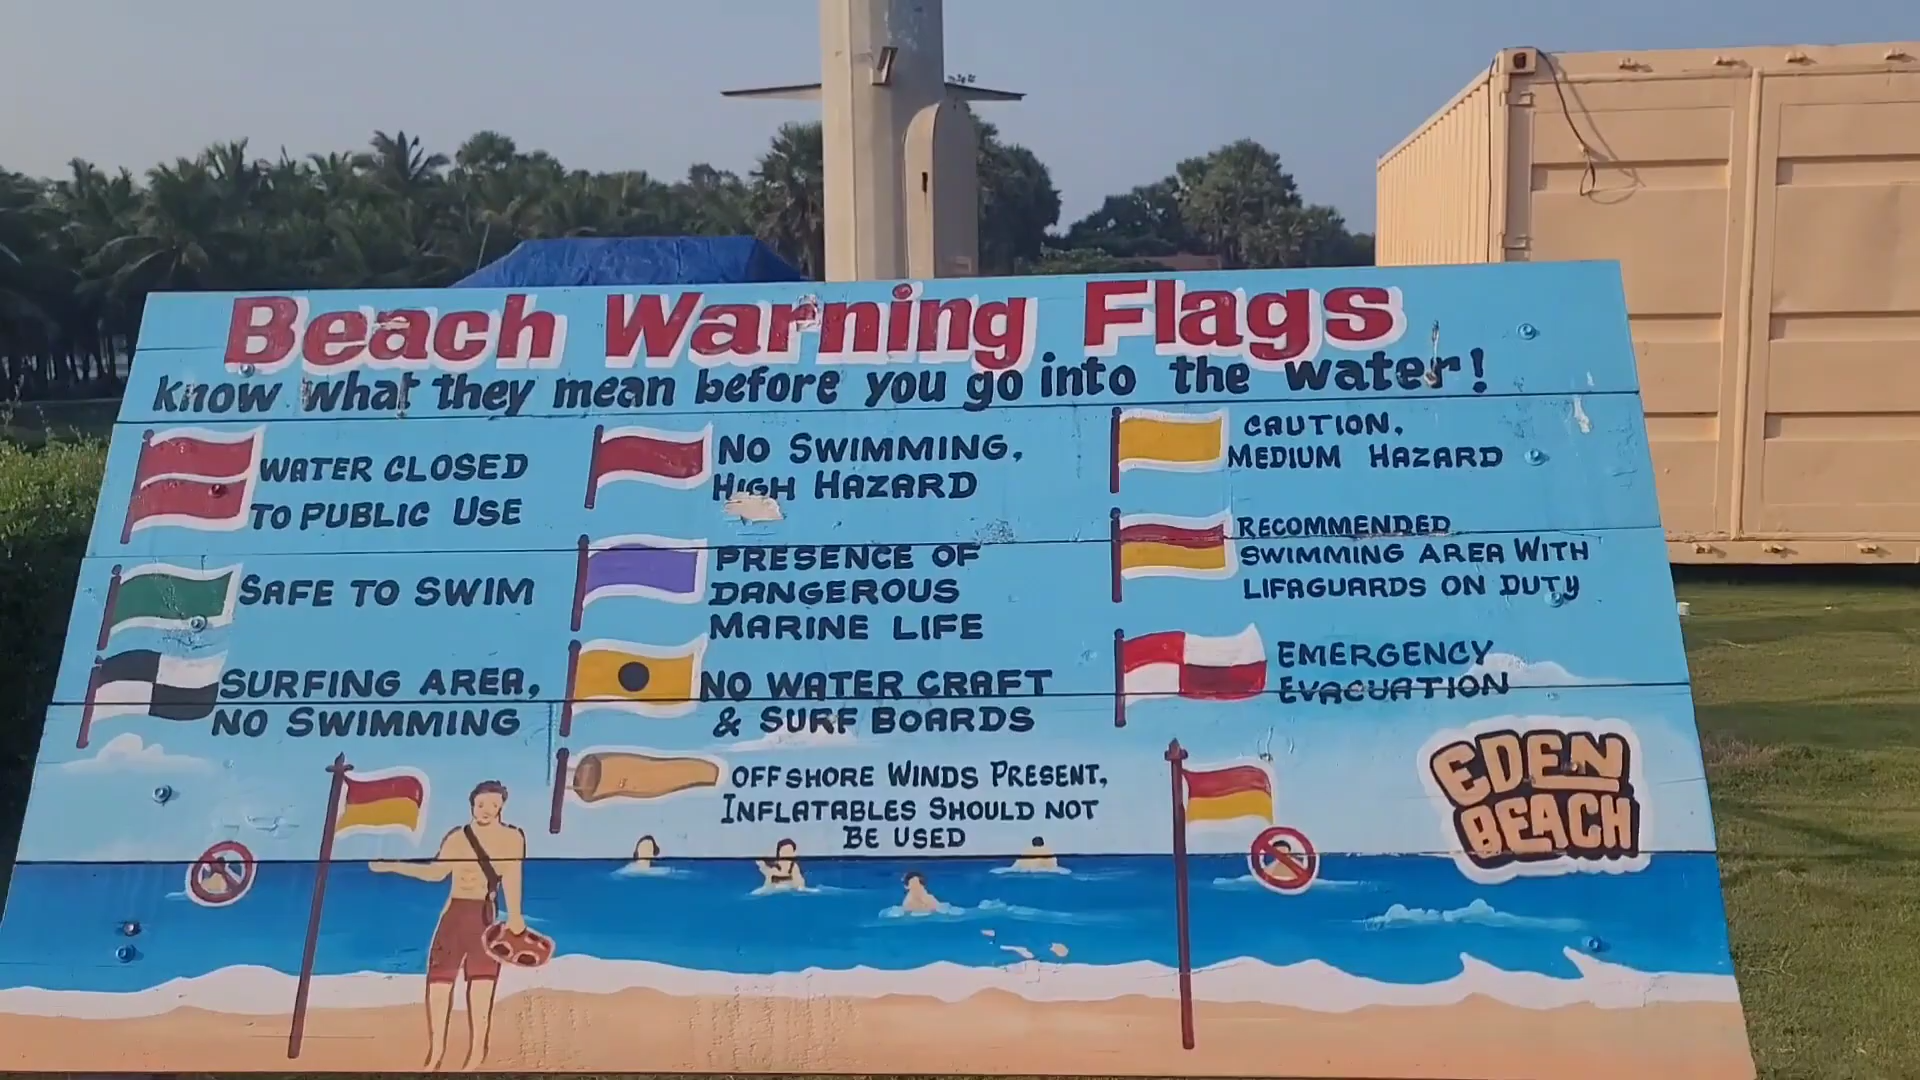 Beach Warning Flags
Know what they mean before you go into the water!
WATER CLOSED
TO PUBLIC USE
SAFE TO SWIM
SURFING AREA,
NO SWIMMING
NO SWIMMING,
HIGH HAZARD
PRESENCE OF
DANGEROUS
MARINE LIFE
NO WATER CRAFT
& SURF BOARDS
OFF SHORE WINDS PRESENT,
INFLATABLES SHOULD NOT
BE USED
CAUTION,
MEDIUM HAZARD
RECOMMENDED
SWIMMING AREA WITH
LIFAGUARDS ON DUTY
EMERGENCY
EVACUATION
EDEN
BEACH